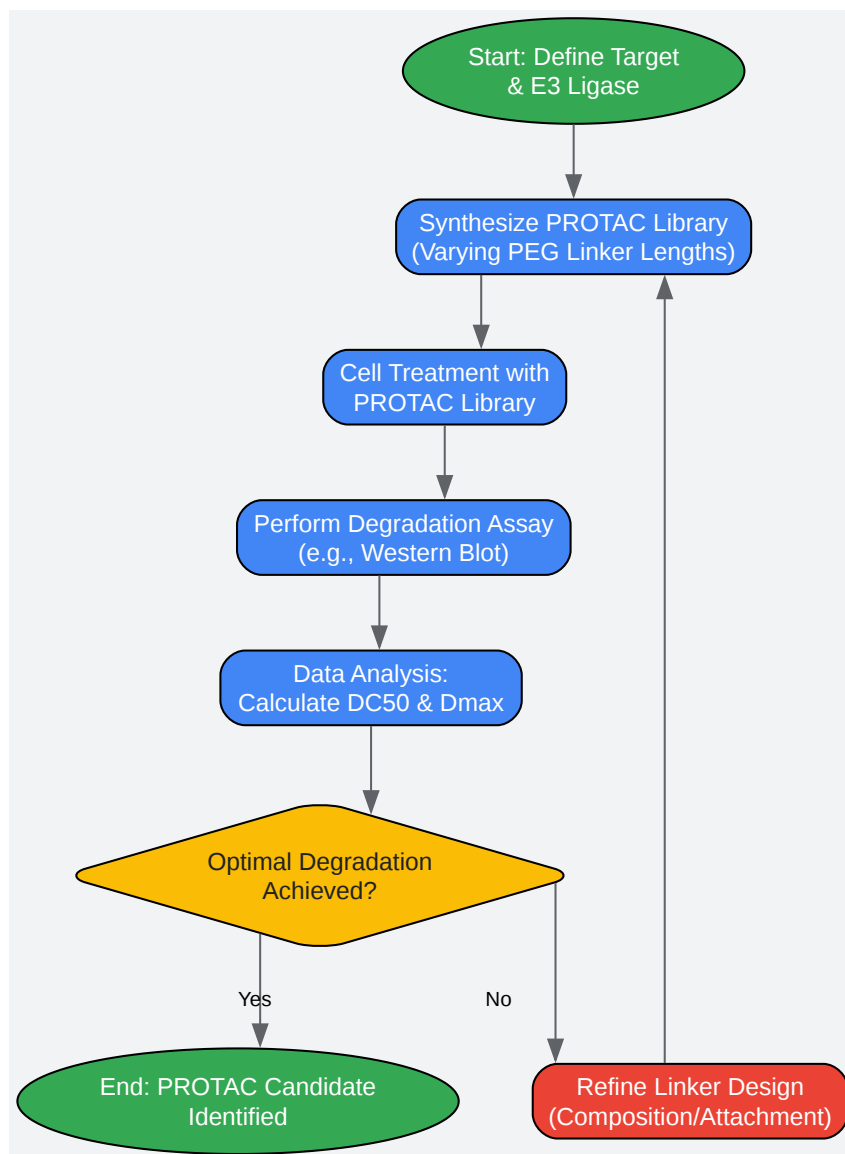 Start: Define Target
& E3 Ligase
Synthesize PROTAC Library
(Varying PEG Linker Lengths)
Cell Treatment with
PROTAC Library
Perform Degradation Assay
(e.g., Western Blot)
Data Analysis:
Calculate DC50 & Dmax
Optimal Degradation
Achieved?
Yes
No
End: PROTAC Candidate
Identified
Refine Linker Design
(Composition/Attachment)